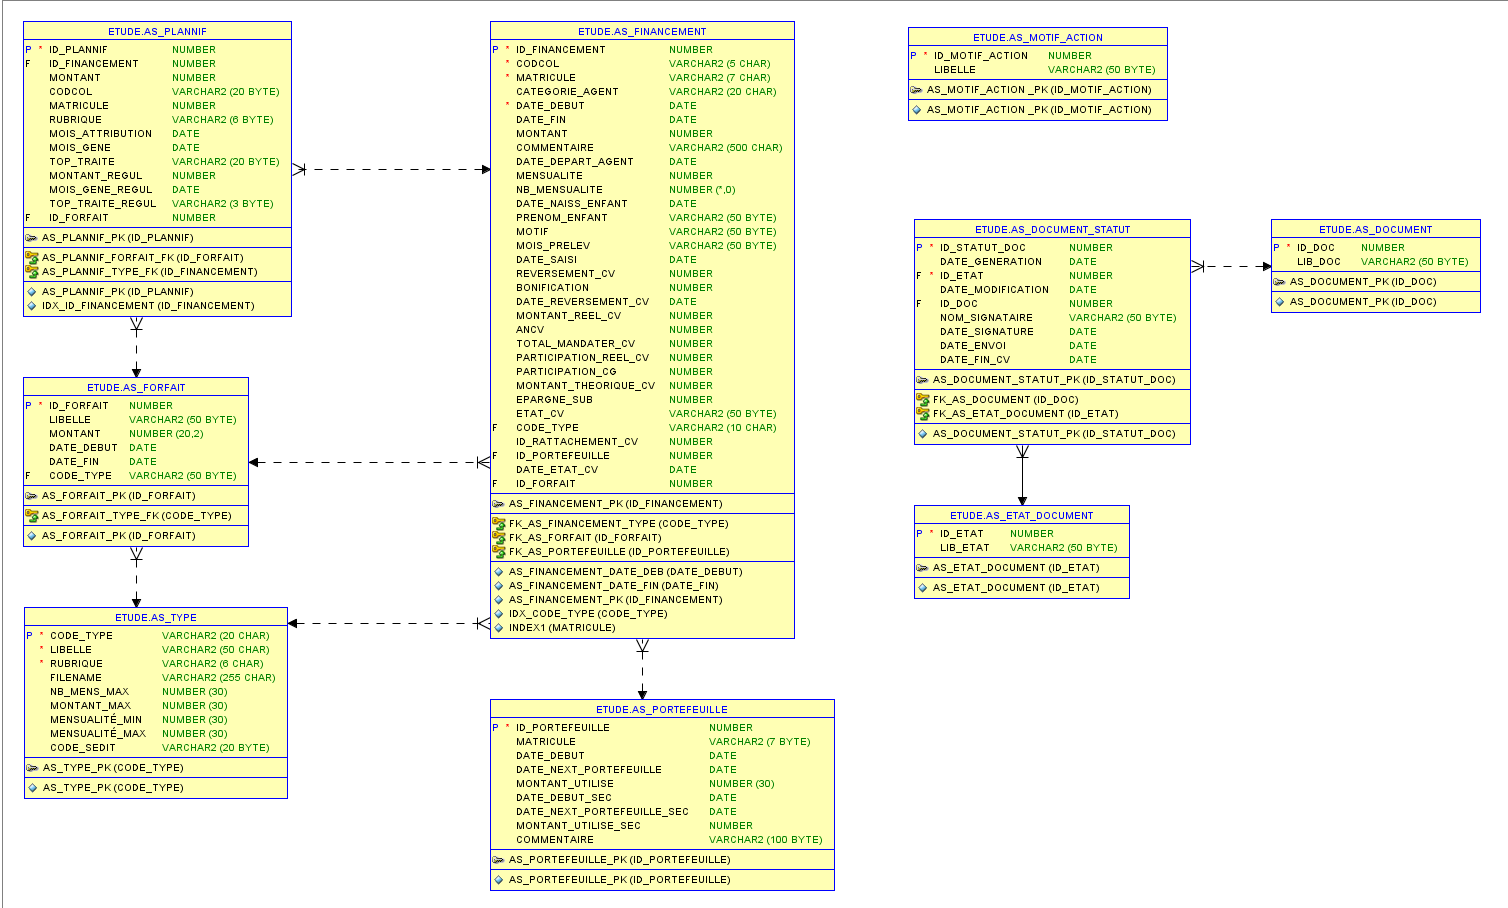 ETUDE.AS_PLANNIF
P * ID_PLANNIF NUMBER
F ID_FINANCEMENT NUMBER
MONTANT NUMBER
CODCOL VARCHAR2 (20 BYTE)
MATRICULE NUMBER
RUBRIQUE VARCHAR2 (6 BYTE)
MOIS_ATTRIBUTION DATE
MOIS_GENE DATE
TOP_TRAITE VARCHAR2 (20 BYTE)
MONTANT_REGUL NUMBER
MOIS_GENE_REGUL DATE
TOP_TRAITE_REGUL VARCHAR2 (3 BYTE)
F ID_FORFAIT NUMBER
AS_PLANNIF_PK (ID_PLANNIF)
AS_PLANNIF_FORFAIT_FK (ID_FORFAIT)
AS_PLANNIF_TYPE_FK (ID_FINANCEMENT)
AS_PLANNIF_PK (ID_PLANNIF)
IDX_ID_FINANCEMENT (ID_FINANCEMENT)
ETUDE.AS_FORFAIT
P * ID_FORFAIT NUMBER
LIBELLE VARCHAR2 (50 BYTE)
MONTANT NUMBER (20,2)
DATE_DEBUT DATE
DATE_FIN DATE
F CODE_TYPE VARCHAR2 (50 BYTE)
AS_FORFAIT_PK (ID_FORFAIT)
AS_FORFAIT_TYPE_FK (CODE_TYPE)
AS_FORFAIT_PK (ID_FORFAIT)
ETUDE.AS_TYPE
P * CODE_TYPE VARCHAR2 (20 CHAR)
* LIBELLE VARCHAR2 (50 CHAR)
* RUBRIQUE VARCHAR2 (6 CHAR)
FILENAME VARCHAR2 (255 CHAR)
NB_MENS_MAX NUMBER (30)
MONTANT_MAX NUMBER (30)
MENSUALITÉ_MIN NUMBER (30)
MENSUALITÉ_MAX NUMBER (30)
CODE_SEDIT VARCHAR2 (20 BYTE)
AS_TYPE_PK (CODE_TYPE)
AS_TYPE_PK (CODE_TYPE)
ETUDE.AS_FINANCEMENT
P * ID_FINANCEMENT NUMBER
* CODCOL VARCHAR2 (5 CHAR)
* MATRICULE VARCHAR2 (7 CHAR)
CATEGORIE_AGENT VARCHAR2 (20 CHAR)
* DATE_DEBUT DATE
DATE_FIN DATE
MONTANT NUMBER
COMMENTAIRE VARCHAR2 (500 CHAR)
DATE_DEPART_AGENT DATE
MENSUALITE NUMBER
NB_MENSUALITE NUMBER (*,0)
DATE_NAISS_ENFANT DATE
PRENOM_ENFANT VARCHAR2 (50 BYTE)
MOTIF VARCHAR2 (50 BYTE)
MOIS_PRELEV VARCHAR2 (50 BYTE)
DATE_SAISI DATE
REVERSEMENT_CV NUMBER
BONIFICATION NUMBER
DATE_REVERSEMENT_CV DATE
MONTANT_REEL_CV NUMBER
ANCV NUMBER
TOTAL_MANDATER_CV NUMBER
PARTICIPATION_REEL_CV NUMBER
PARTICIPATION_CG NUMBER
MONTANT_THEORIQUE_CV NUMBER
EPARGNE_SUB NUMBER
ETAT_CV VARCHAR2 (50 BYTE)
F CODE_TYPE VARCHAR2 (10 CHAR)
ID_RATTACHEMENT_CV NUMBER
F ID_PORTEFEUILLE NUMBER
DATE_ETAT_CV DATE
F ID_FORFAIT NUMBER
AS_FINANCEMENT_PK (ID_FINANCEMENT)
FK_AS_FINANCEMENT_TYPE (CODE_TYPE)
FK_AS_FORFAIT (ID_FORFAIT)
FK_AS_PORTEFEUILLE (ID_PORTEFEUILLE)
AS_FINANCEMENT_DATE_DEB (DATE_DEBUT)
AS_FINANCEMENT_DATE_FIN (DATE_FIN)
AS_FINANCEMENT_PK (ID_FINANCEMENT)
IDX_CODE_TYPE (CODE_TYPE)
INDEX1 (MATRICULE)
ETUDE.AS_PORTEFEUILLE
P * ID_PORTEFEUILLE NUMBER
MATRICULE VARCHAR2 (7 BYTE)
DATE_DEBUT DATE
DATE_NEXT_PORTEFEUILLE DATE
MONTANT_UTILISE NUMBER (30)
DATE_DEBUT_SEC DATE
DATE_NEXT_PORTEFEUILLE_SEC DATE
MONTANT_UTILISE_SEC NUMBER
COMMENTAIRE VARCHAR2 (100 BYTE)
AS_PORTEFEUILLE_PK (ID_PORTEFEUILLE)
AS_PORTEFEUILLE_PK (ID_PORTEFEUILLE)
ETUDE.AS_MOTIF_ACTION
P * ID_MOTIF_ACTION NUMBER
LIBELLE VARCHAR2 (50 BYTE)
AS_MOTIF_ACTION _PK (ID_MOTIF_ACTION)
AS_MOTIF_ACTION _PK (ID_MOTIF_ACTION)
ETUDE.AS_DOCUMENT_STATUT
P * ID_STATUT_DOC NUMBER
DATE_GENERATION DATE
F * ID_ETAT NUMBER
DATE_MODIFICATION DATE
F ID_DOC NUMBER
NOM_SIGNATAIRE VARCHAR2 (50 BYTE)
DATE_SIGNATURE DATE
DATE_ENVOI DATE
DATE_FIN_CV DATE
AS_DOCUMENT_STATUT_PK (ID_STATUT_DOC)
FK_AS_DOCUMENT (ID_DOC)
FK_AS_ETAT_DOCUMENT (ID_ETAT)
AS_DOCUMENT_STATUT_PK (ID_STATUT_DOC)
ETUDE.AS_DOCUMENT
P * ID_DOC NUMBER
LIB_DOC VARCHAR2 (50 BYTE)
AS_DOCUMENT_PK (ID_DOC)
AS_DOCUMENT_PK (ID_DOC)
ETUDE.AS_ETAT_DOCUMENT
P * ID_ETAT NUMBER
LIB_ETAT VARCHAR2 (50 BYTE)
AS_ETAT_DOCUMENT (ID_ETAT)
AS_ETAT_DOCUMENT (ID_ETAT)